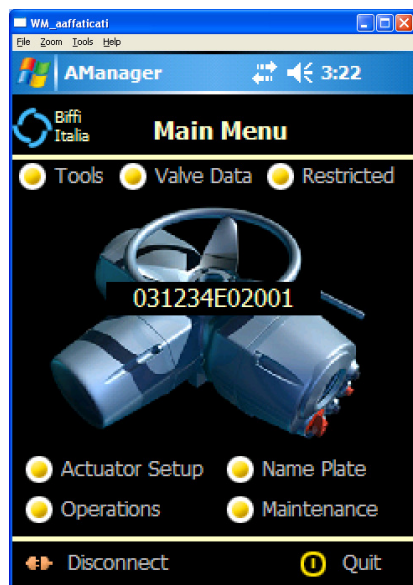 WM_aaffaticati
File Zoom Tools Help
AManager 3:22
Biffi
Italia
Main Menu
Tools Valve Data Restricted
031234E02001
Actuator Setup Name Plate
Operations Maintenance
Disconnect Quit